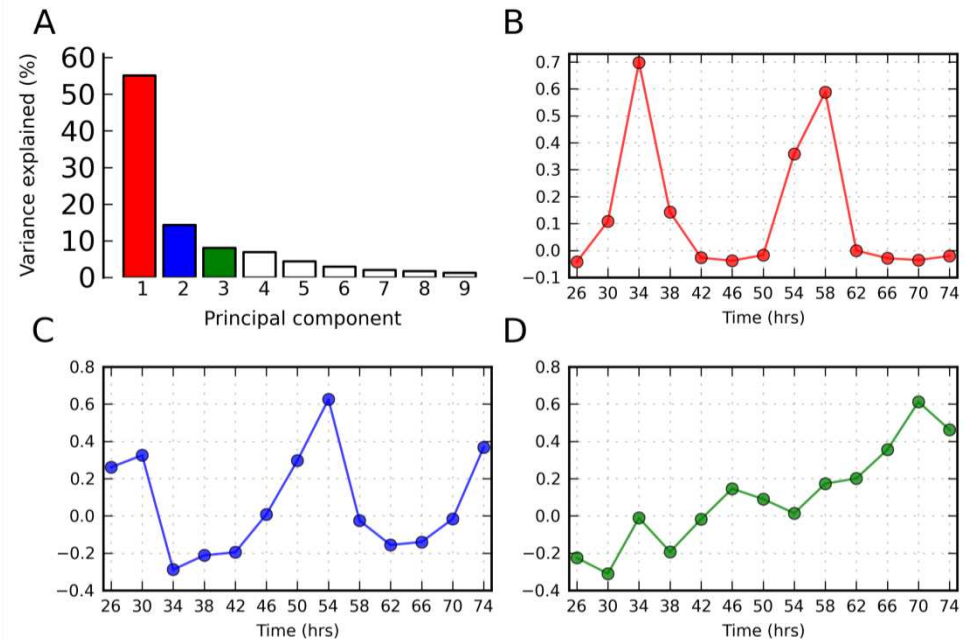 A
Variance explained (%)
60
50
40
30
20
10
0
1 2 3 4 5 6 7 8 9
Principal component
B
0.7
0.6
0.5
0.4
0.3
0.2
0.1
0.0
−0.1
26 30 34 38 42 46 50 54 58 62 66 70 74
Time (hrs)
C
0.8
0.6
0.4
0.2
0.0
−0.2
−0.4
26 30 34 38 42 46 50 54 58 62 66 70 74
Time (hrs)
D
0.8
0.6
0.4
0.2
0.0
−0.2
−0.4
26 30 34 38 42 46 50 54 58 62 66 70 74
Time (hrs)